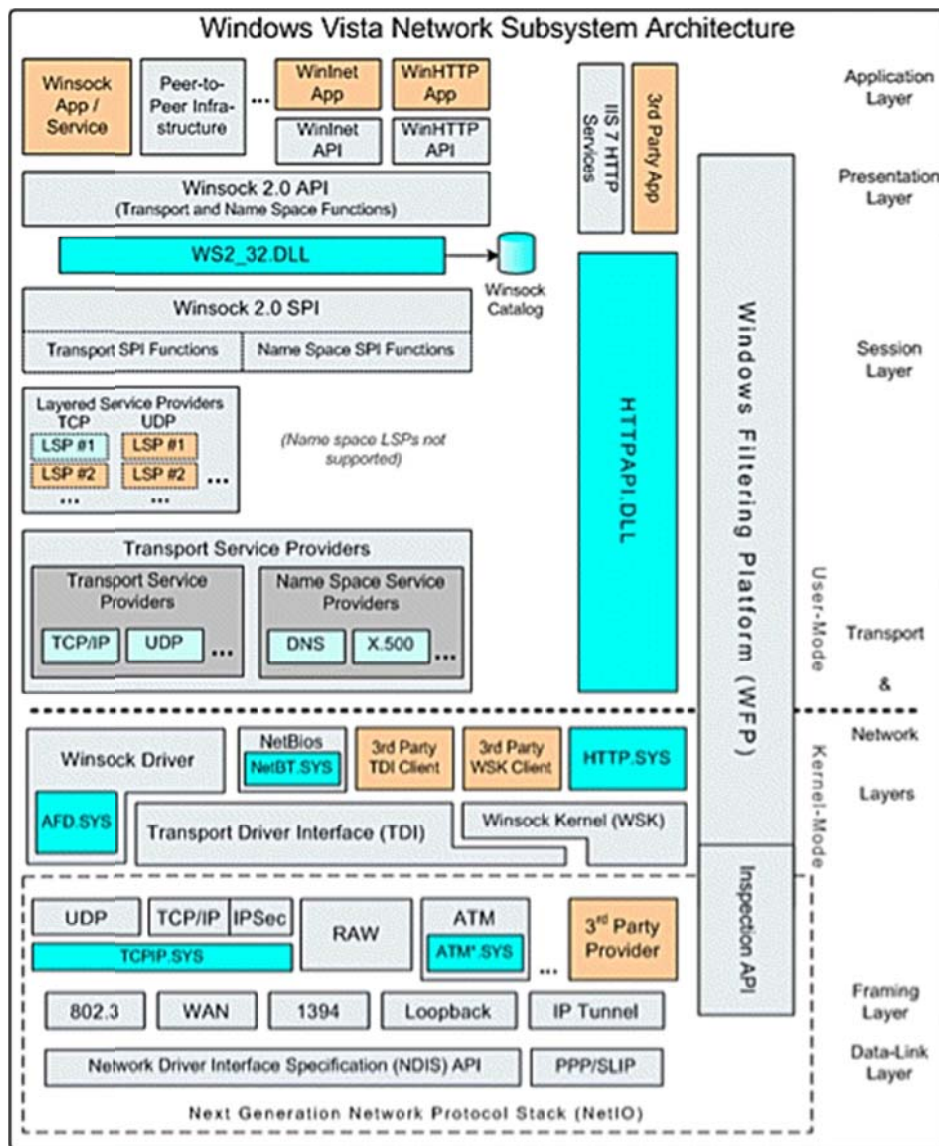 Windows Vista Network Subsystem Architecture
Winsock
App /
Service
Peer-to-
Peer Infra-
structure
...
WinInet
App
WinHTTP
App
WinInet
API
WinHTTP
API
IIS 7 HTTP
Services
3rd Party App
Application
Layer
Winsock 2.0 API
(Transport and Name Space Functions)
Presentation
Layer
WS2_32.DLL
Winsock
Catalog
Winsock 2.0 SPI
Transport SPI Functions
Name Space SPI Functions
HTTPAPI.DLL
Windows Filtering Platform (WFP)
Session
Layer
Layered Service Providers
TCP
UDP
LSP #1
LSP #1
LSP #2
LSP #2
...
...
...
(Name space LSPs not
supported)
Transport Service Providers
Transport Service
Providers
TCP/IP
UDP
...
Name Space Service
Providers
DNS
X.500
...
User-Mode
Transport
&
Network
Layers
Kernel-Mode
Winsock Driver
AFD.SYS
NetBios
NetBT.SYS
3rd Party
TDI Client
3rd Party
WSK Client
HTTP.SYS
Transport Driver Interface (TDI)
Winsock Kernel (WSK)
Inspection API
UDP
TCP/IP
IPSec
TCPIP.SYS
RAW
ATM
ATM*.SYS
...
3rd Party
Provider
802.3
WAN
1394
Loopback
IP Tunnel
Framing
Layer
Network Driver Interface Specification (NDIS) API
PPP/SLIP
Data-Link
Layer
Next Generation Network Protocol Stack (NetIO)